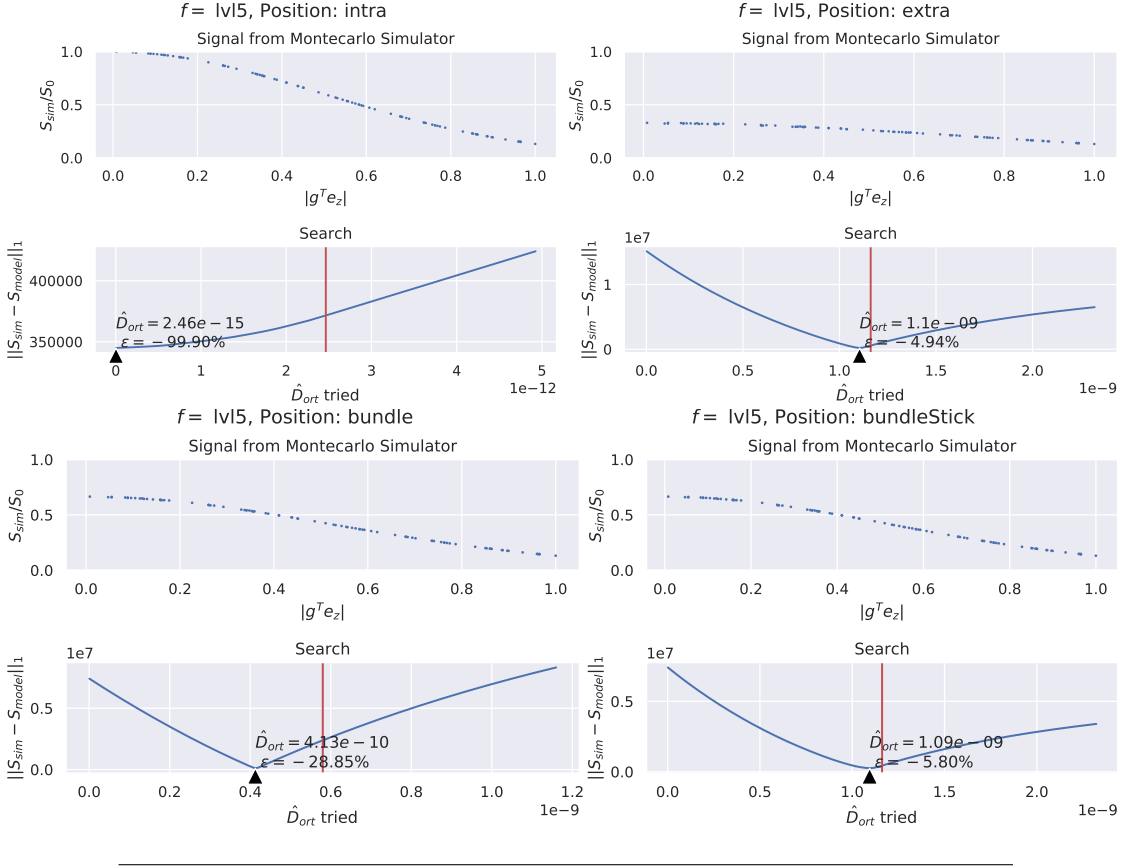 f = lvl5, Position: intra
Signal from Montecarlo Simulator
S_sim/S_0
1.0
0.5
0.0
0.0 0.2 0.4 0.6 0.8 1.0
|g^T e_z|
Search
||S_sim − S_model||_1
400000
350000
D̂_ort = 2.46e − 15
ε = − 99.90%
0 1 2 3 4 5
1e−12
D̂_ort tried
f = lvl5, Position: extra
Signal from Montecarlo Simulator
S_sim/S_0
1.0
0.5
0.0
0.0 0.2 0.4 0.6 0.8 1.0
|g^T e_z|
Search
1e7
||S_sim − S_model||_1
1
0
D̂_ort = 1.1e − 09
ε = − 4.94%
0.0 0.5 1.0 1.5 2.0
1e−9
D̂_ort tried
f = lvl5, Position: bundle
Signal from Montecarlo Simulator
S_sim/S_0
1.0
0.5
0.0
0.0 0.2 0.4 0.6 0.8 1.0
|g^T e_z|
Search
1e7
||S_sim − S_model||_1
0.5
0.0
D̂_ort = 4.13e − 10
ε = − 28.85%
0.0 0.2 0.4 0.6 0.8 1.0 1.2
1e−9
D̂_ort tried
f = lvl5, Position: bundleStick
Signal from Montecarlo Simulator
S_sim/S_0
1.0
0.5
0.0
0.0 0.2 0.4 0.6 0.8 1.0
|g^T e_z|
Search
1e7
||S_sim − S_model||_1
0.5
0.0
D̂_ort = 1.09e − 09
ε = − 5.80%
0.0 0.5 1.0 1.5 2.0
1e−9
D̂_ort tried